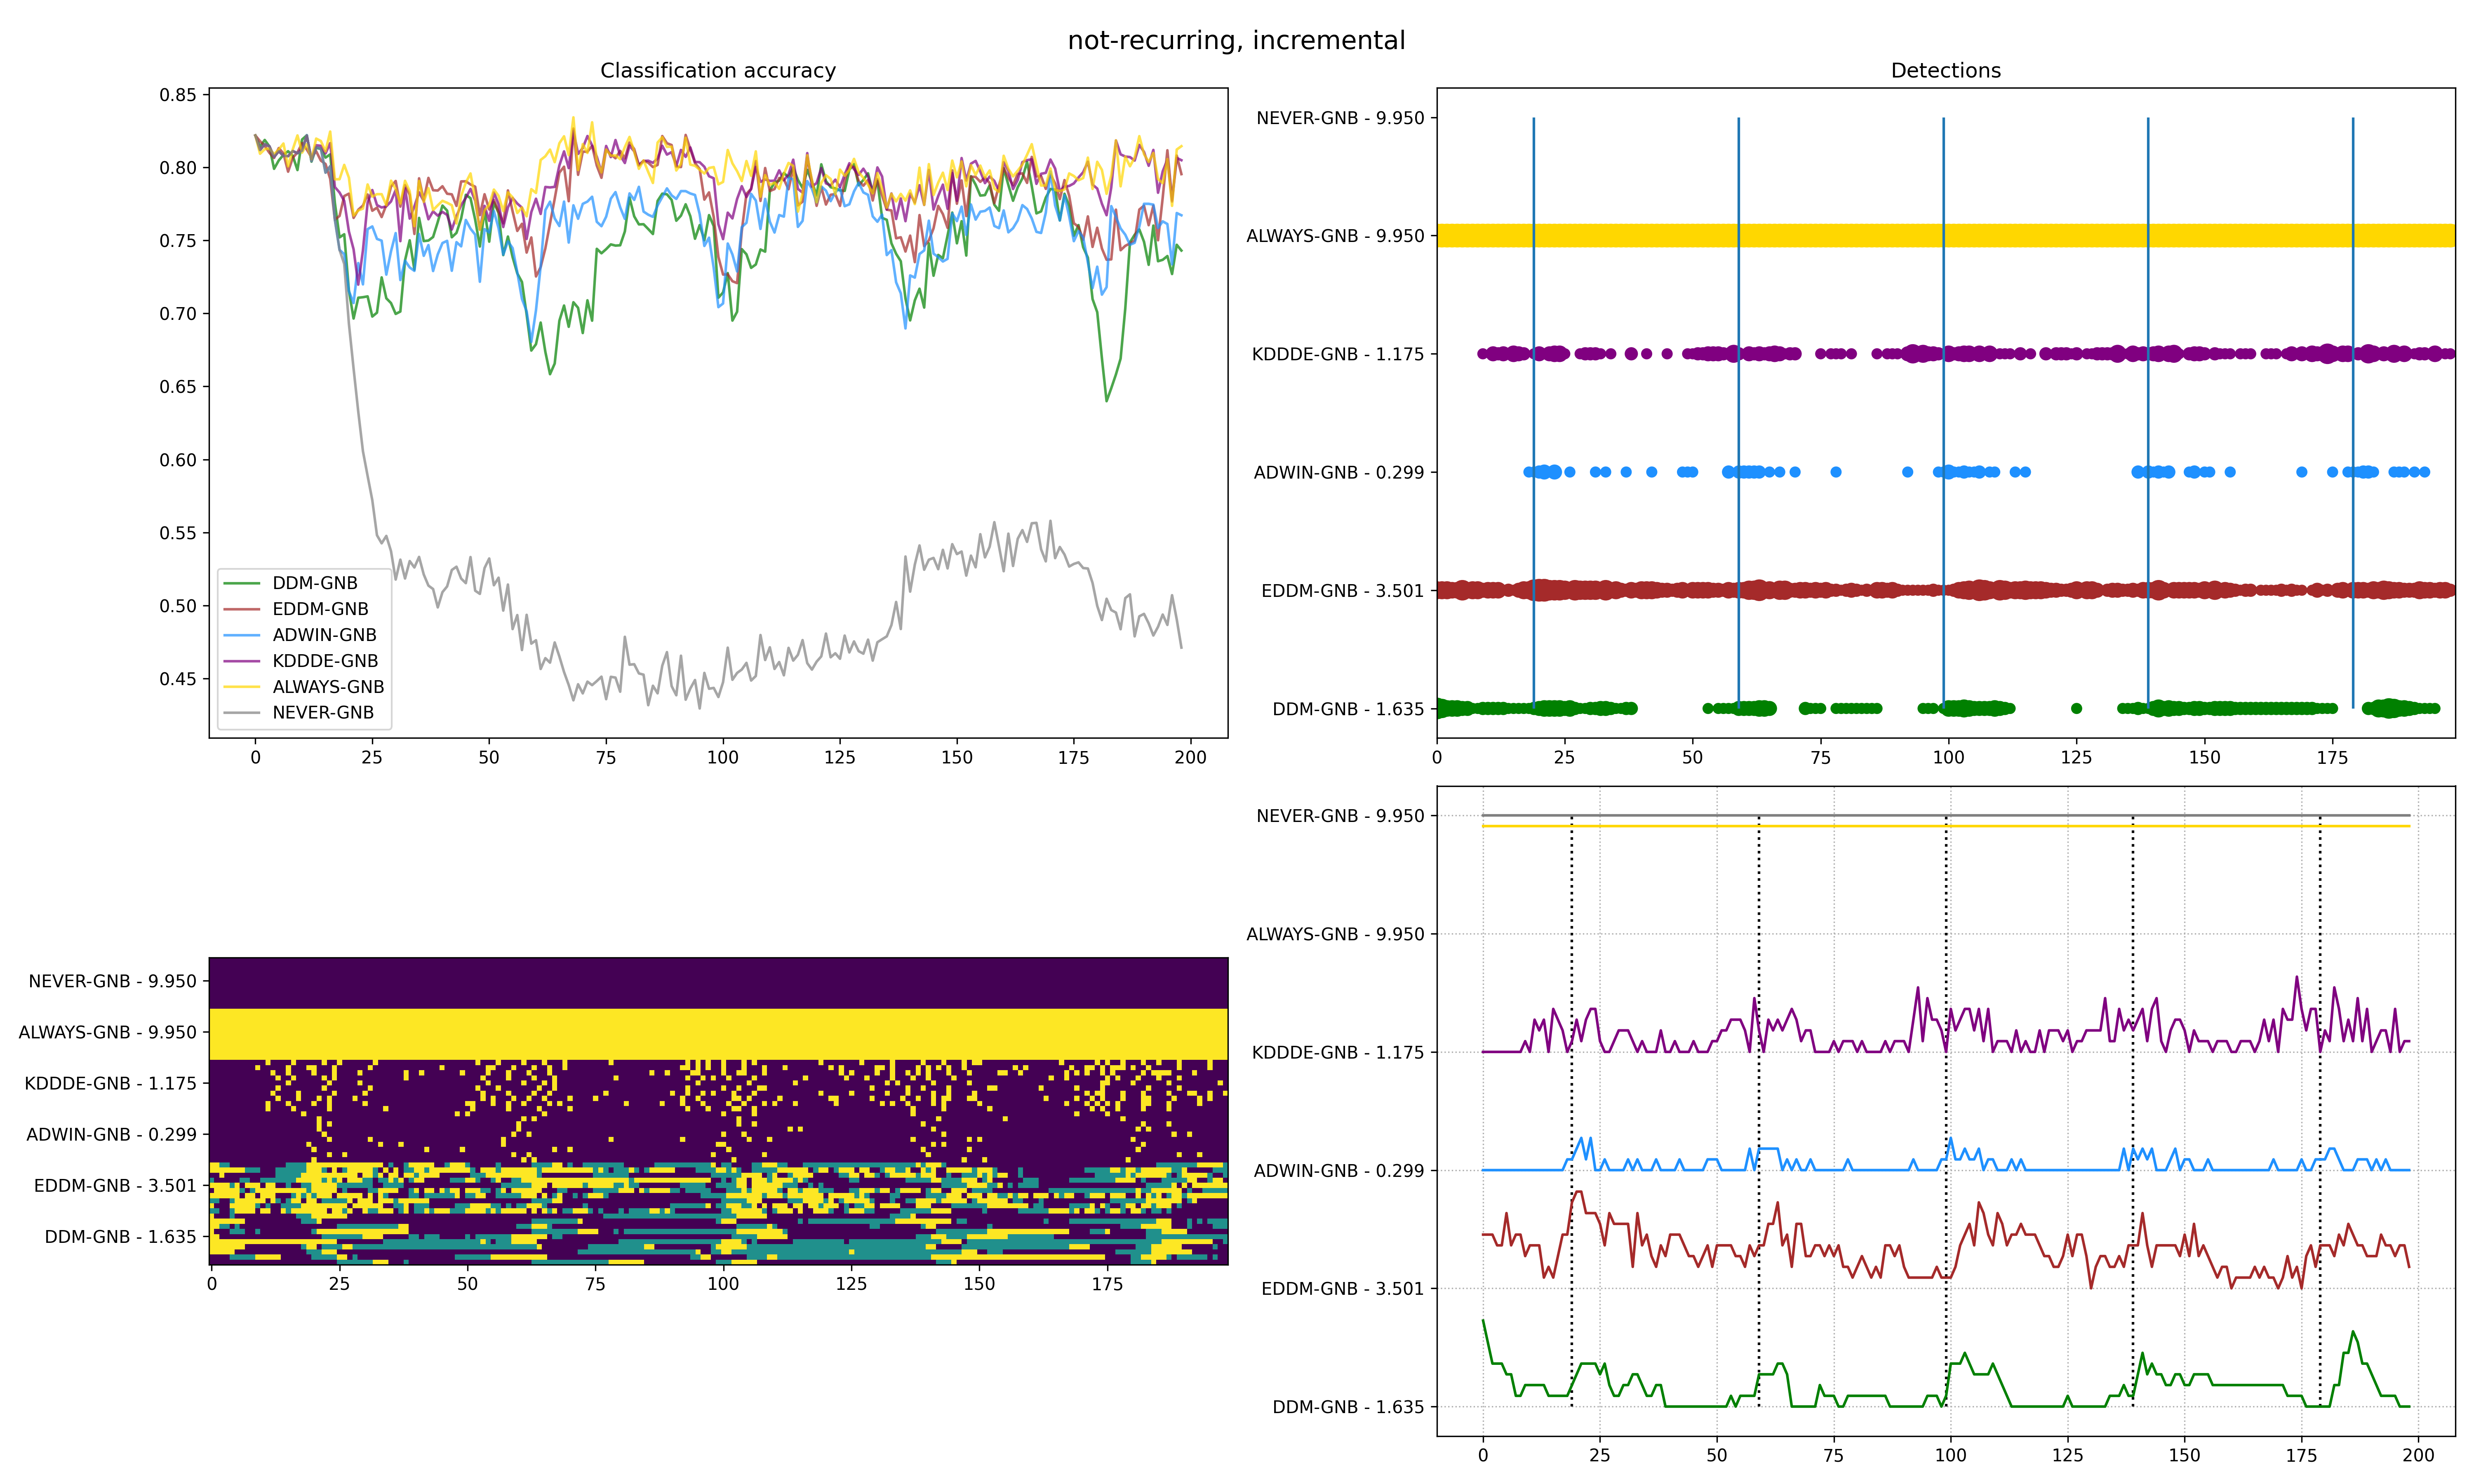 not-recurring, incremental
Classification accuracy
0.85
0.80
0.75
0.70
0.65
0.60
0.55
0.50
0.45
DDM-GNB
EDDM-GNB
ADWIN-GNB
KDDDE-GNB
ALWAYS-GNB
NEVER-GNB
0 25 50 75 100 125 150 175 200
Detections
NEVER-GNB - 9.950
ALWAYS-GNB - 9.950
KDDDE-GNB - 1.175
ADWIN-GNB - 0.299
EDDM-GNB - 3.501
DDM-GNB - 1.635
0 25 50 75 100 125 150 175
NEVER-GNB - 9.950
ALWAYS-GNB - 9.950
KDDDE-GNB - 1.175
ADWIN-GNB - 0.299
EDDM-GNB - 3.501
DDM-GNB - 1.635
0 25 50 75 100 125 150 175
NEVER-GNB - 9.950
ALWAYS-GNB - 9.950
KDDDE-GNB - 1.175
ADWIN-GNB - 0.299
EDDM-GNB - 3.501
DDM-GNB - 1.635
0 25 50 75 100 125 150 175 200